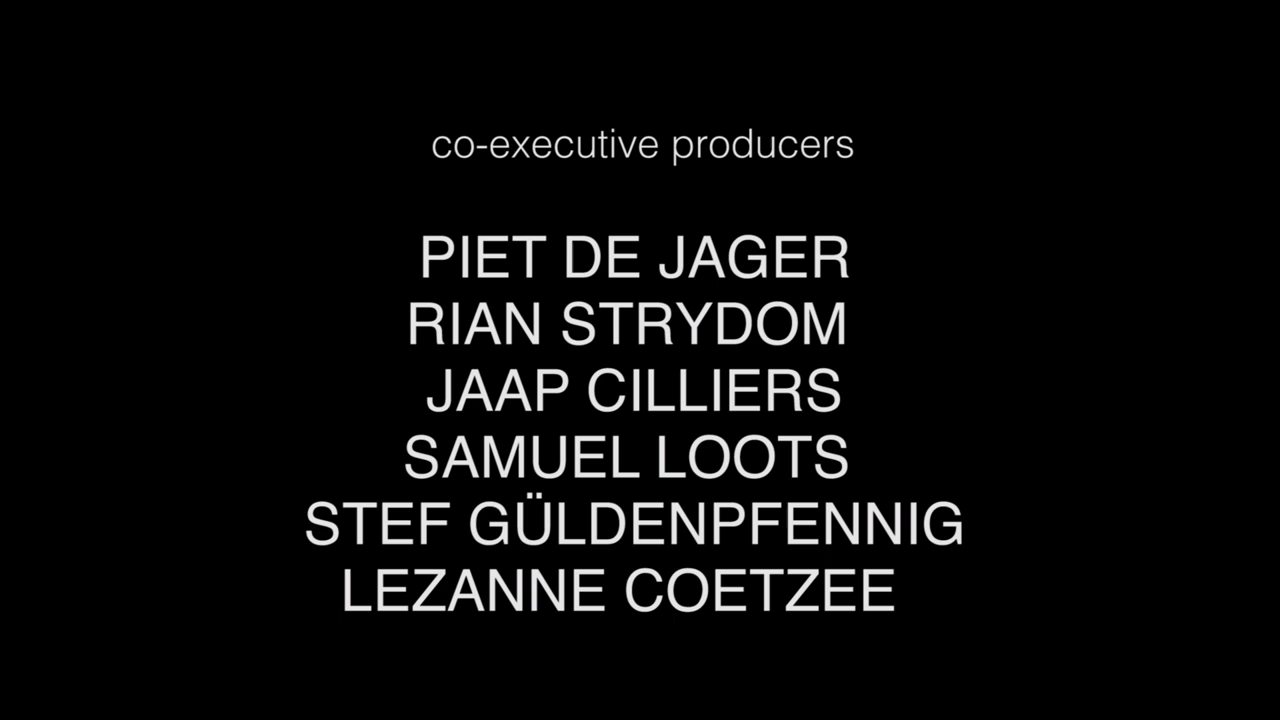 co-executive producers
PIET DE JAGER
RIAN STRYDOM
JAAP CILLIERS
SAMUEL LOOTS
STEF GÜLDENPFENNIG
LEZANNE COETZEE